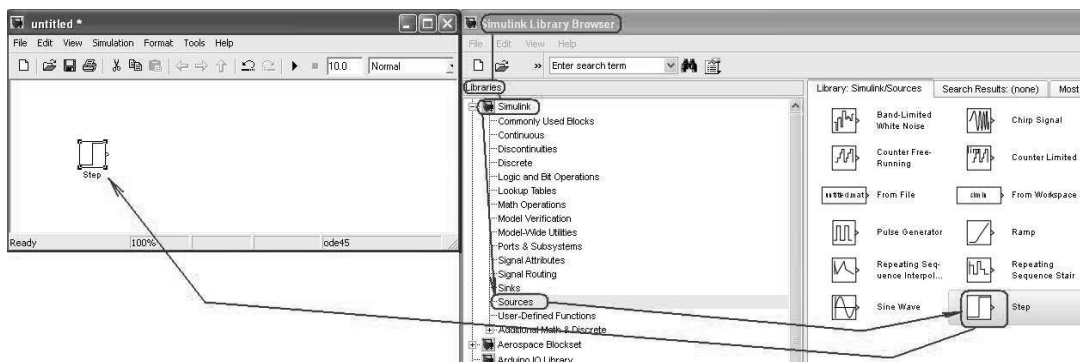 untitled *
File Edit View Simulation Format Tools Help
» 10.0 Normal
Step
Ready 100% ode45
Simulink Library Browser
File Edit View Help
» Enter search term
Libraries
Simulink
Commonly Used Blocks
Continuous
Discontinuities
Discrete
Logic and Bit Operations
Lookup Tables
Math Operations
Model Verification
Model-Wide Utilities
Ports & Subsystems
Signal Attributes
Signal Routing
Sinks
Sources
User-Defined Functions
Additional Math & Discrete
Aerospace Blockset
Arduino IO Library
Library: Simulink/Sources Search Results: (none) Most
Band-Limited White Noise
Chirp Signal
Counter Free-Running
Counter Limited
untitled.mat From File
simin From Workspace
Pulse Generator
Ramp
Repeating Seq-
uence Interpol...
Repeating
Sequence Stair
Sine Wave
Step